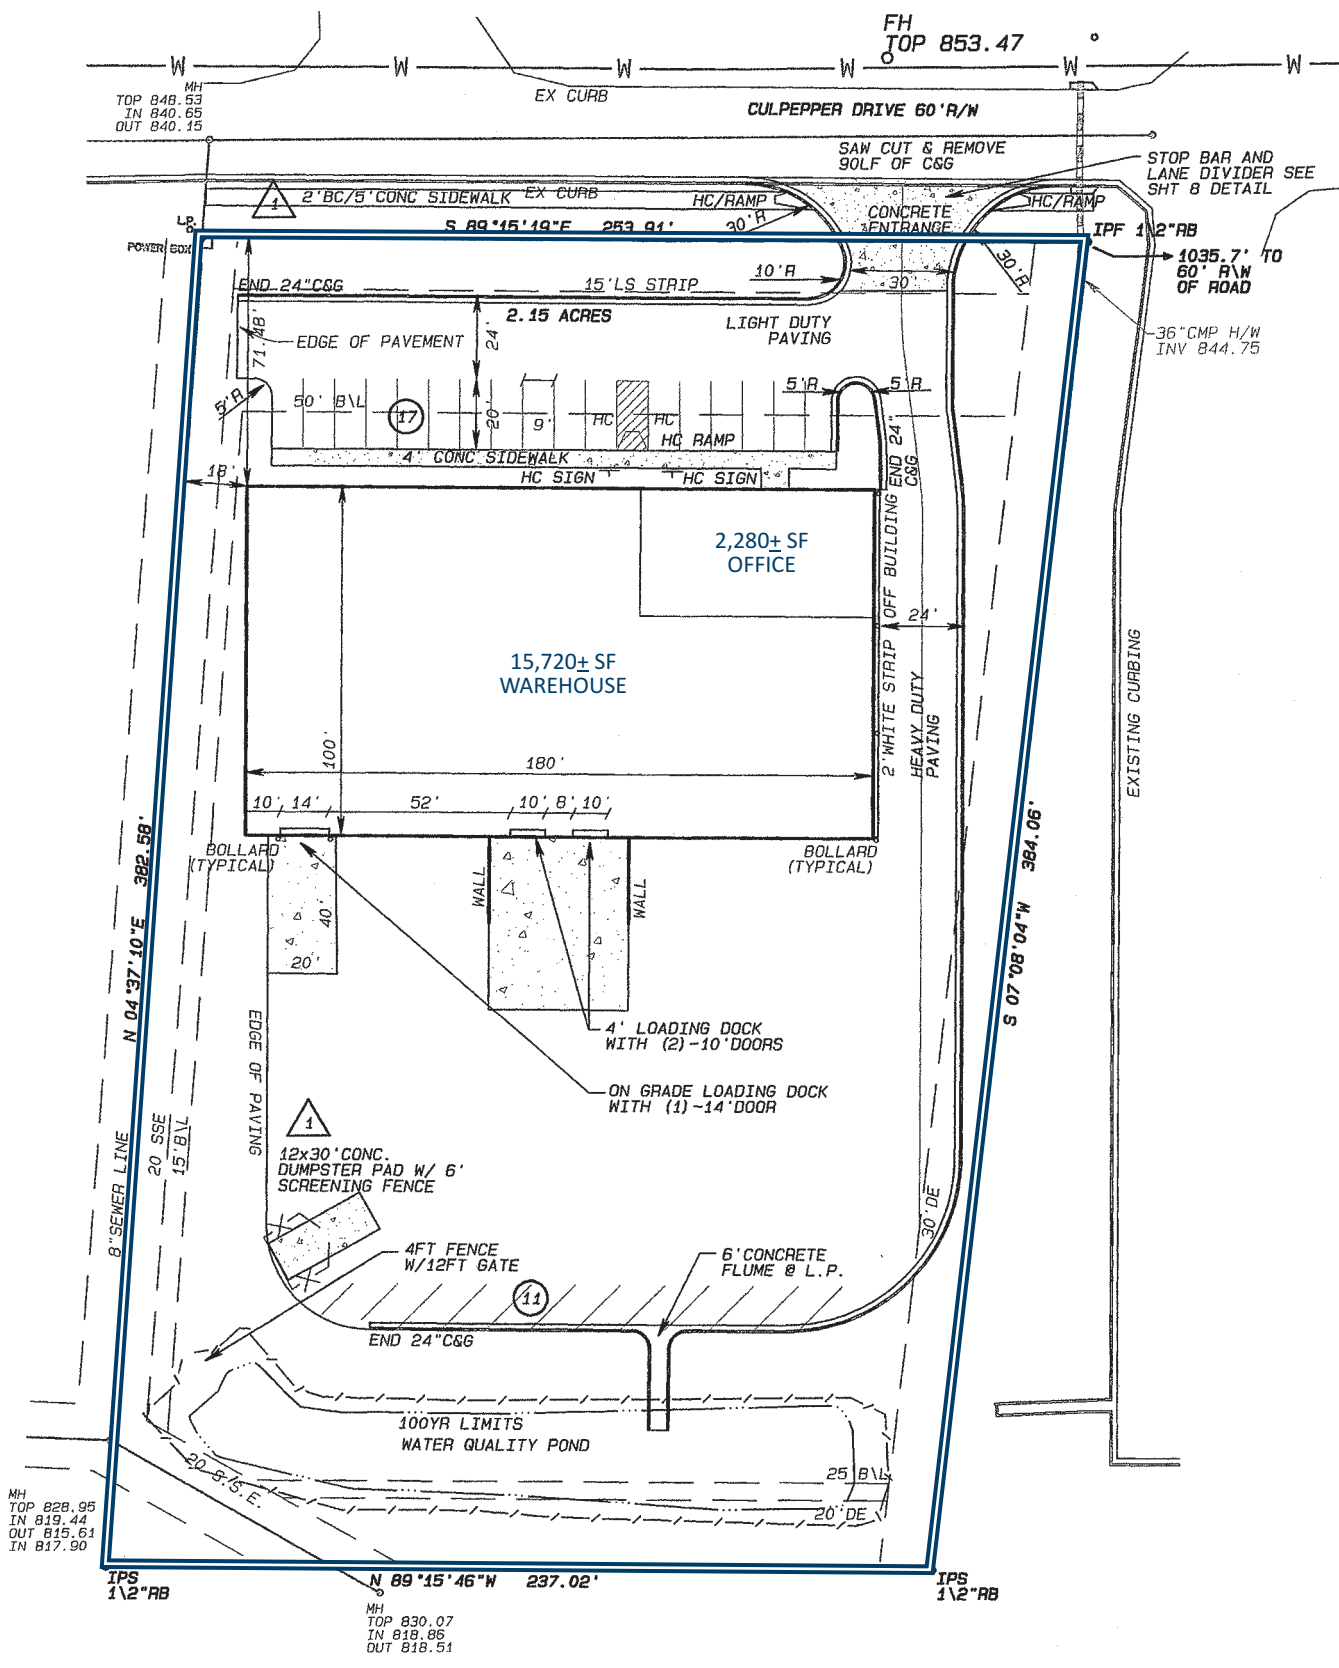 FH
TOP 853.47
W W W W W W
MH
TOP 848.53
IN 840.65
OUT 840.15
EX CURB
CULPEPPER DRIVE 60'R/W
SAW CUT & REMOVE
90LF OF C&G
STOP BAR AND
LANE DIVIDER SEE
SHT 8 DETAIL
1
2'BC/5'CONC SIDEWALK
EX CURB
HC/RAMP
HC/RAMP
CONCRETE
ENTRANCE
L.P.
POWER BOX
S 89°15'19"E 253.91'
30'R
30'R
IPF 1\2"RB
1035.7' TO
60' R\W
OF ROAD
END 24"C&G
15'LS STRIP
10'R
30'
2.15 ACRES
LIGHT DUTY
PAVING
36"CMP H/W
INV 844.75
71.48'
EDGE OF PAVEMENT
24'
5'R
5'R
5'R
50' B\L
17
20'
9'
HC
HC
HC RAMP
4' CONC SIDEWALK
END 24"
C&G
18'
HC SIGN
HC SIGN
2,280± SF
OFFICE
2'WHITE STRIP OFF BUILDING
24'
15,720± SF
WAREHOUSE
HEAVY DUTY
PAVING
EXISTING CURBING
100'
180'
10' 14' 52' 10' 8' 10'
BOLLARD
(TYPICAL)
BOLLARD
(TYPICAL)
N 04°37'10"E 382.58'
S 07°08'04"W 384.06'
WALL
WALL
40'
20'
4' LOADING DOCK
WITH (2)-10'DOORS
EDGE OF PAVING
ON GRADE LOADING DOCK
WITH (1)-14'DOOR
1
12x30'CONC.
DUMPSTER PAD W/ 6'
SCREENING FENCE
8"SEWER LINE
20 SSE
15'B\L
30'DE
4FT FENCE
W/12FT GATE
6'CONCRETE
FLUME @ L.P.
11
END 24"C&G
100YR LIMITS
WATER QUALITY POND
20 S.S.E.
25 B\L
20'DE
MH
TOP 828.95
IN 819.44
OUT 815.61
IN 817.90
IPS
1\2"RB
N 89°15'46"W 237.02'
IPS
1\2"RB
MH
TOP 830.07
IN 818.86
OUT 818.51